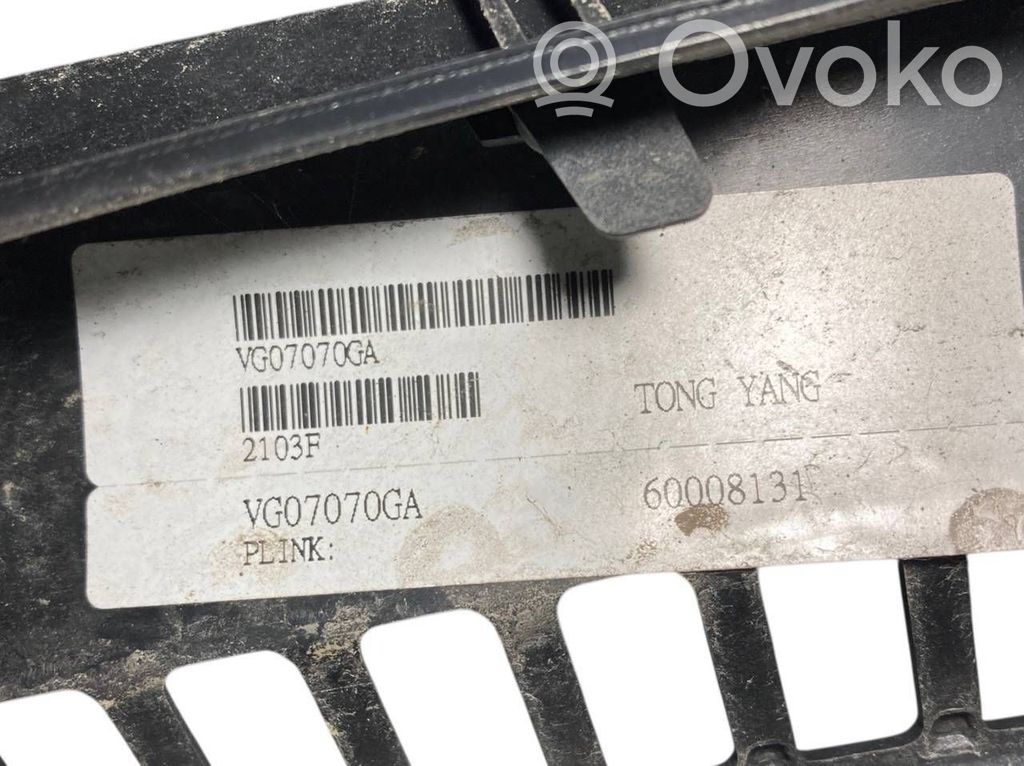 Ovoko
VG07070GA
2103F
TONG YANG
VG07070GA
60008131
PLINK: